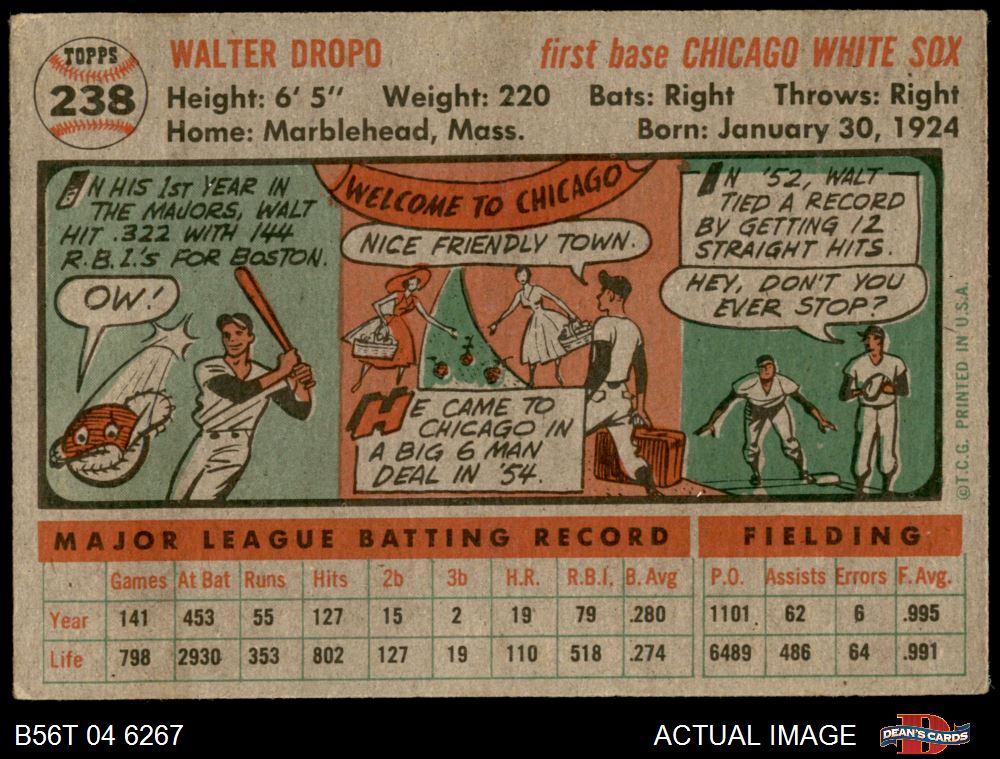 TOPPS
238
WALTER DROPO first base CHICAGO WHITE SOX
Height: 6' 5" Weight: 220 Bats: Right Throws: Right
Home: Marblehead, Mass. Born: January 30, 1924
IN HIS 1ST YEAR IN
THE MAJORS, WALT
HIT .322 WITH 144
R.B.I.'s FOR BOSTON.
OW!
WELCOME TO CHICAGO
NICE FRIENDLY TOWN.
HE CAME TO
CHICAGO IN
A BIG 6 MAN
DEAL IN '54.
IN '52, WALT
TIED A RECORD
BY GETTING 12
STRAIGHT HITS.
HEY, DON'T YOU
EVER STOP?
©T.C.G. PRINTED IN U.S.A.
MAJOR LEAGUE BATTING RECORD FIELDING
Games At Bat Runs Hits 2b 3b H.R. R.B.I. B. Avg P.O. Assists Errors F. Avg.
Year 141 453 55 127 15 2 19 79 .280 1101 62 6 .995
Life 798 2930 353 802 127 19 110 518 .274 6489 486 64 .991
B56T 04 6267 ACTUAL IMAGE DEAN'S CARDS